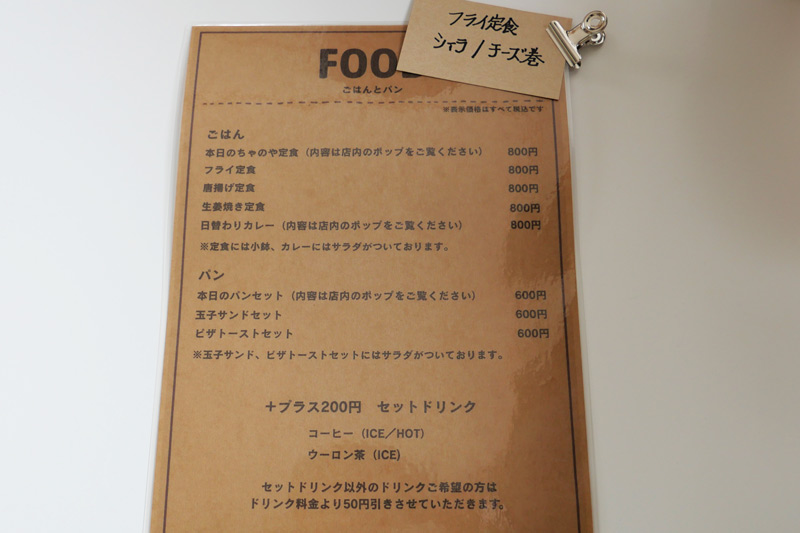 フライ定食
シイラ/チーズ巻
FOOD
ごはんとパン
※表示価格はすべて税込です
ごはん
本日のちゃのや定食（内容は店内のポップをご覧ください） 800円
フライ定食 800円
唐揚げ定食 800円
生姜焼き定食 800円
日替わりカレー（内容は店内のポップをご覧ください） 800円
※定食には小鉢、カレーにはサラダがついております。
パン
本日のパンセット（内容は店内のポップをご覧ください） 600円
玉子サンドセット 600円
ピザトーストセット 600円
※玉子サンド、ピザトーストセットにはサラダがついております。
＋プラス200円 セットドリンク
コーヒー（ICE／HOT）
ウーロン茶（ICE)
セットドリンク以外のドリンクご希望の方は
ドリンク料金より50円引きさせていただきます。